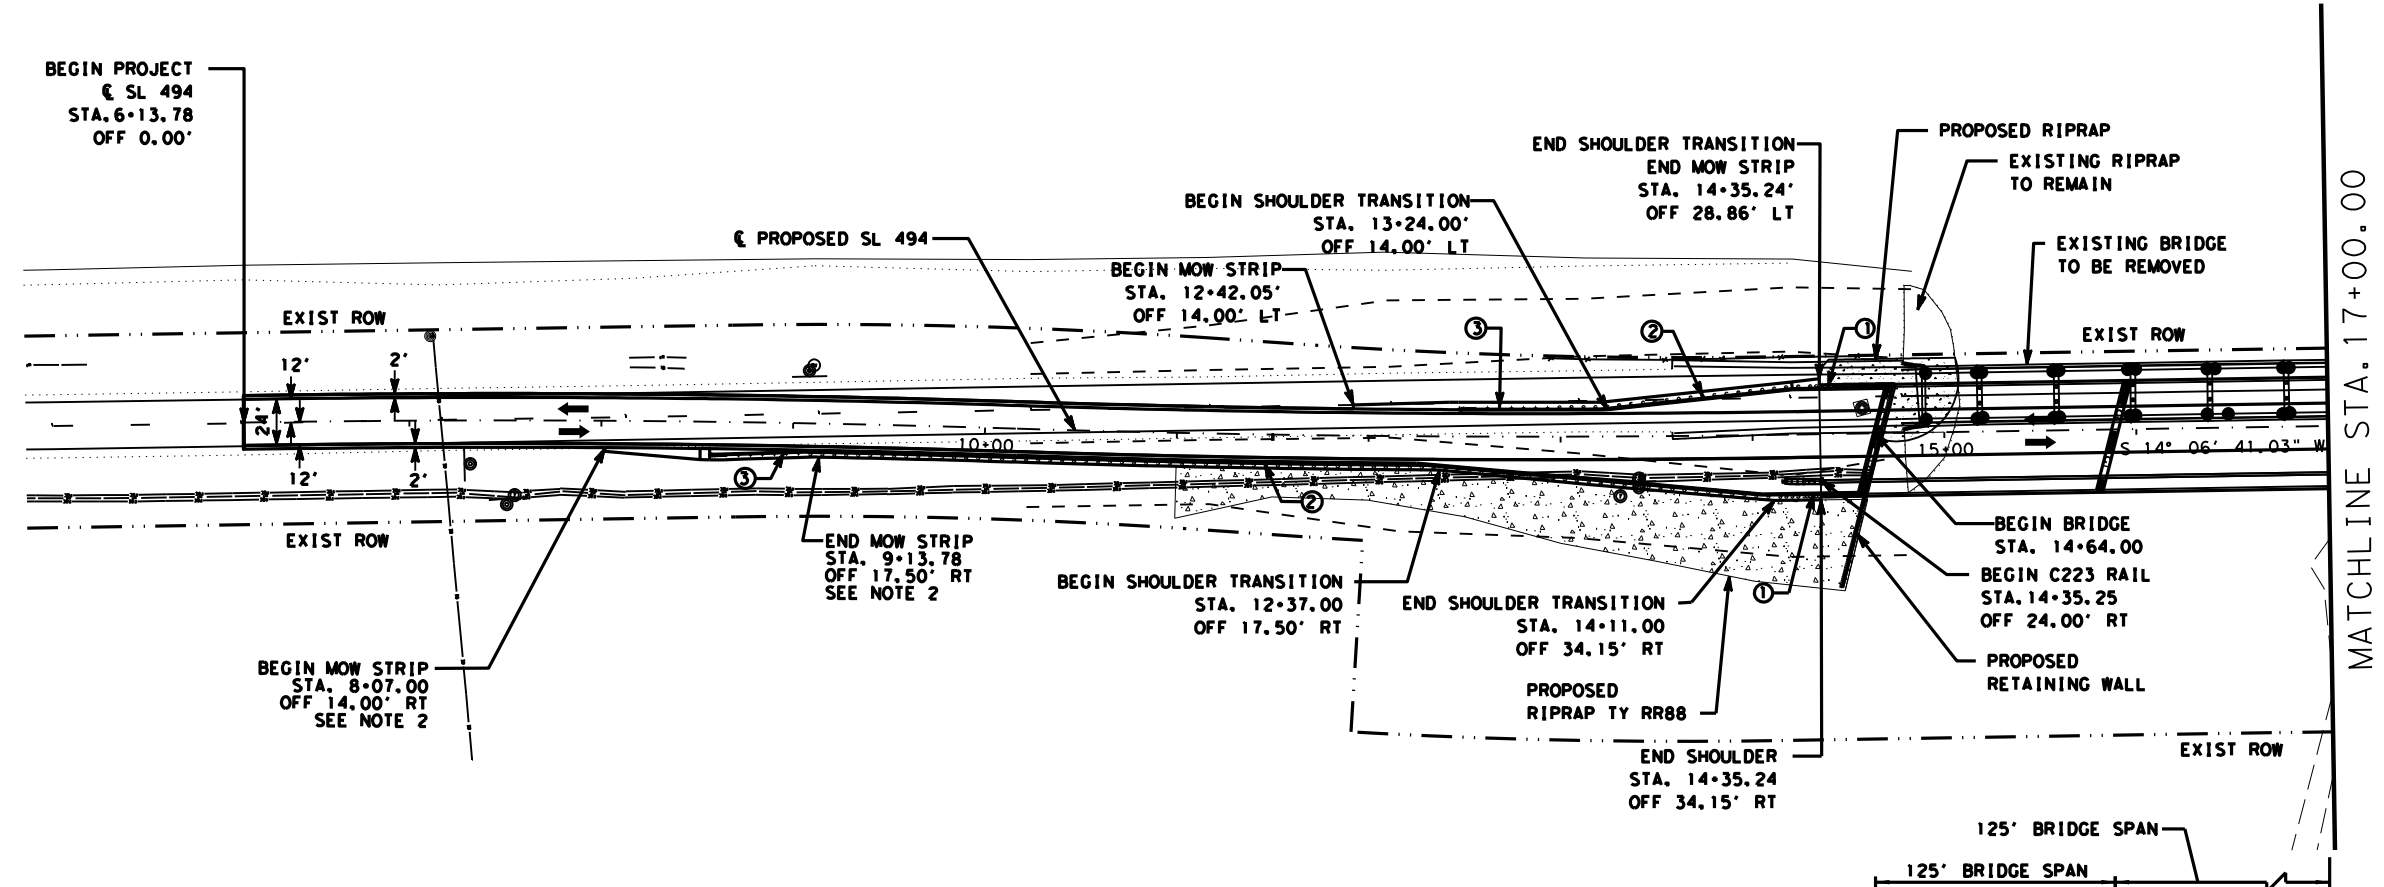 BEGIN PROJECT
℄ SL 494
STA.6+13.78
OFF 0.00'
℄ PROPOSED SL 494
BEGIN SHOULDER TRANSITION
STA. 13+24.00'
OFF 14.00' LT
BEGIN MOW STRIP
STA. 12+42.05'
OFF 14.00' LT
END SHOULDER TRANSITION
END MOW STRIP
STA. 14+35.24'
OFF 28.86' LT
PROPOSED RIPRAP
EXISTING RIPRAP
TO REMAIN
EXISTING BRIDGE
TO BE REMOVED
EXIST ROW
EXIST ROW
3
2
1
12'
2'
24'
12'
2'
10+00
15+00
S 14° 06' 41.03" W
MATCHLINE STA. 17+00.00
3
2
1
EXIST ROW
END MOW STRIP
STA. 9+13.78
OFF 17.50' RT
SEE NOTE 2
BEGIN MOW STRIP
STA. 8+07.00
OFF 14.00' RT
SEE NOTE 2
BEGIN SHOULDER TRANSITION
STA. 12+37.00
OFF 17.50' RT
END SHOULDER TRANSITION
STA. 14+11.00
OFF 34.15' RT
PROPOSED
RIPRAP TY RR88
END SHOULDER
STA. 14+35.24
OFF 34.15' RT
BEGIN BRIDGE
STA. 14+64.00
BEGIN C223 RAIL
STA.14+35.25
OFF 24.00' RT
PROPOSED
RETAINING WALL
EXIST ROW
125' BRIDGE SPAN
125' BRIDGE SPAN